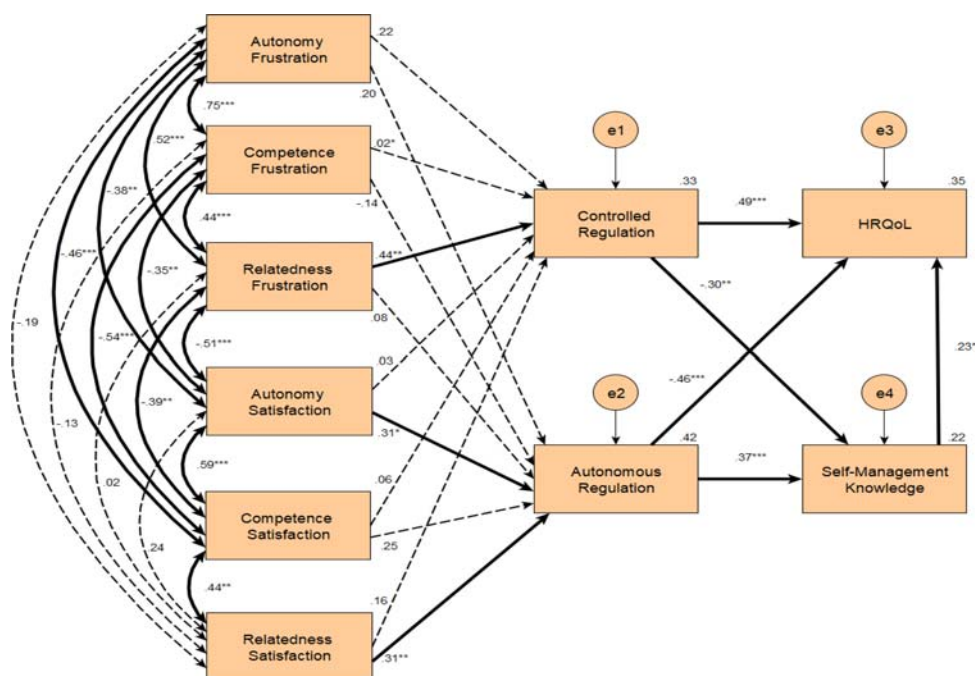 Autonomy
Frustration
.22
.20
.75***
Competence
Frustration
.02*
-.14
.52***
-.38**
.44***
Relatedness
Frustration
.44**
.08
-.46***
-.35**
-.19
-.54***
-.51***
Autonomy
Satisfaction
.03
.31*
-.39**
-.13
.59***
.02
.24
Competence
Satisfaction
.06
.25
.44**
Relatedness
Satisfaction
.16
.31**
e1
.33
Controlled
Regulation
.49***
-.30**
e3
.35
HRQoL
e2
.42
Autonomous
Regulation
-.46***
.37***
.23*
e4
.22
Self-Management
Knowledge